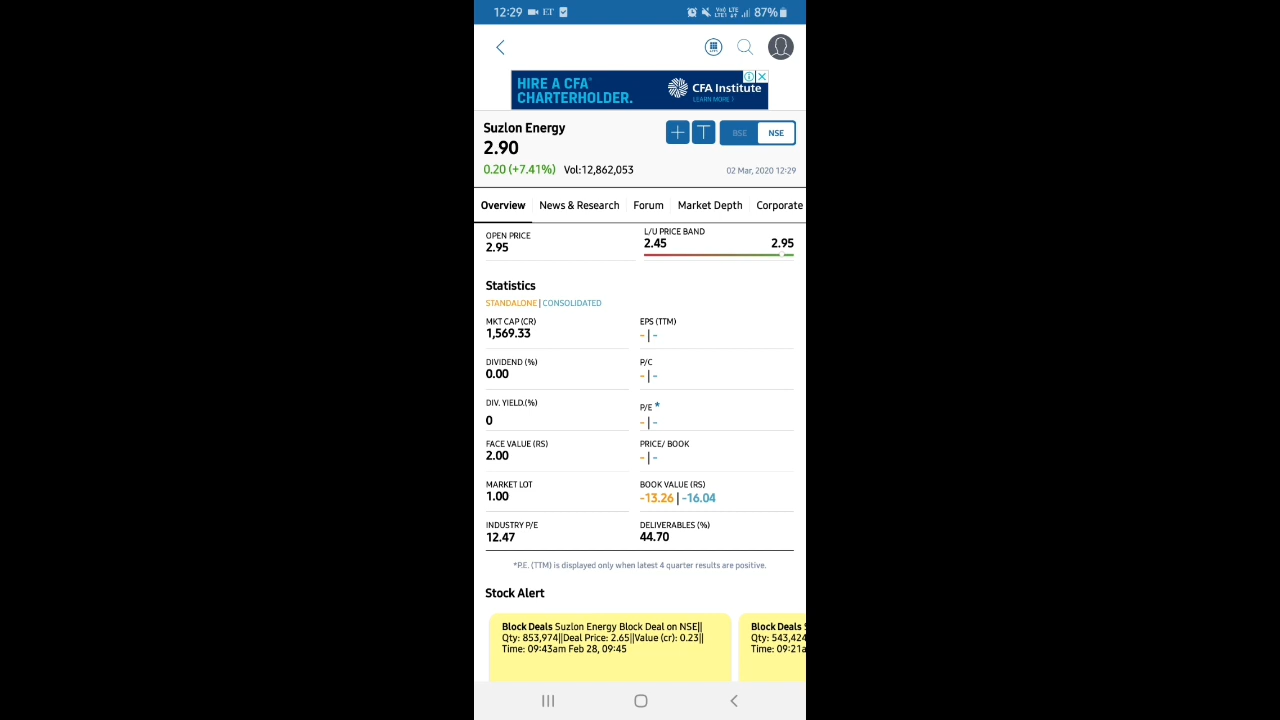 12:29 ET 87%
HIRE A CFA®
CHARTERHOLDER.
CFA Institute
LEARN MORE >
Suzlon Energy
BSE NSE
2.90
0.20 (+7.41%) Vol:12,862,053
02 Mar, 2020 12:29
Overview News & Research Forum Market Depth Corporate
OPEN PRICE
2.95
L/U PRICE BAND
2.45 2.95
Statistics
STANDALONE | CONSOLIDATED
MKT CAP (CR) EPS (TTM)
1,569.33 - | -
DIVIDEND (%) P/C
0.00 - | -
DIV. YIELD.(%) P/E *
0 - | -
FACE VALUE (RS) PRICE/ BOOK
2.00 - | -
MARKET LOT BOOK VALUE (RS)
1.00 -13.26 | -16.04
INDUSTRY P/E DELIVERABLES (%)
12.47 44.70
*P.E. (TTM) is displayed only when latest 4 quarter results are positive.
Stock Alert
Block Deals Suzlon Energy Block Deal on NSE||
Qty: 853,974||Deal Price: 2.65||Value (cr): 0.23||
Time: 09:43am Feb 28, 09:45
Block Deals
Qty: 543,424
Time: 09:21a